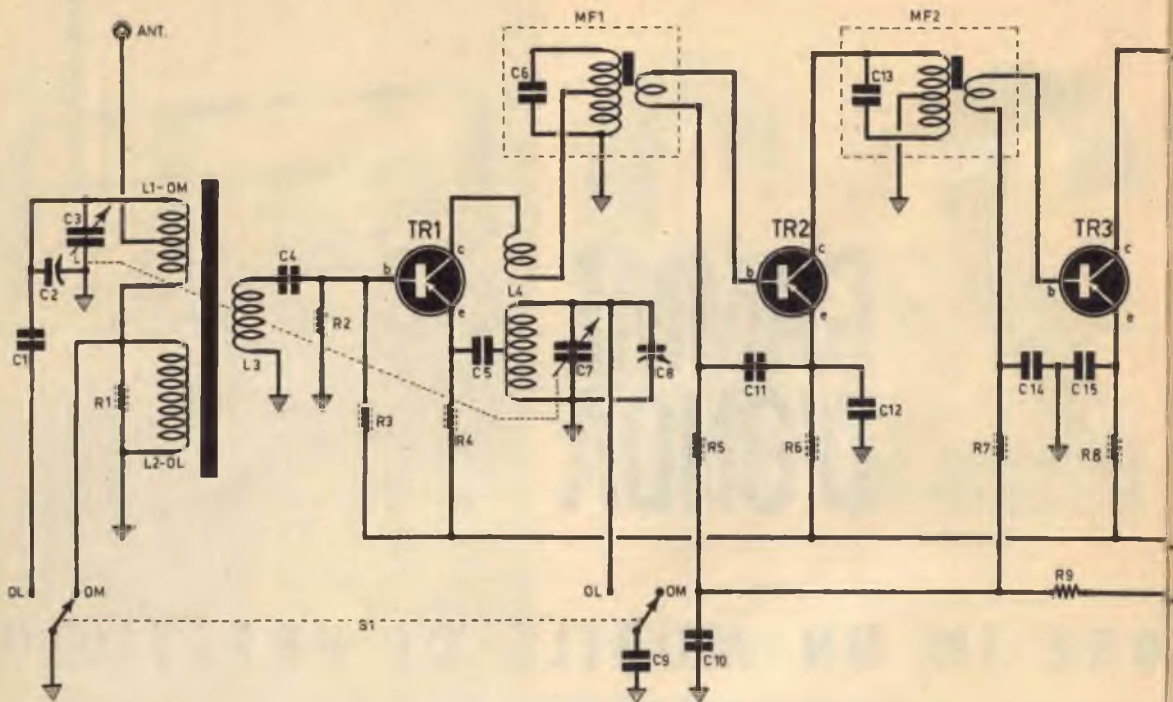 MF1
MF2
ANT.
C6
C13
L1-OM
C3
TR1
TR2
TR3
c
c
c
C4
b
b
b
C2
L4
e
e
e
R2
C1
L3
C5
C7
C8
C11
C14
C15
C12
R1
R3
R4
R5
R6
R7
R8
L2-OL
OL
OM
OL
OM
R9
S1
C9
C10